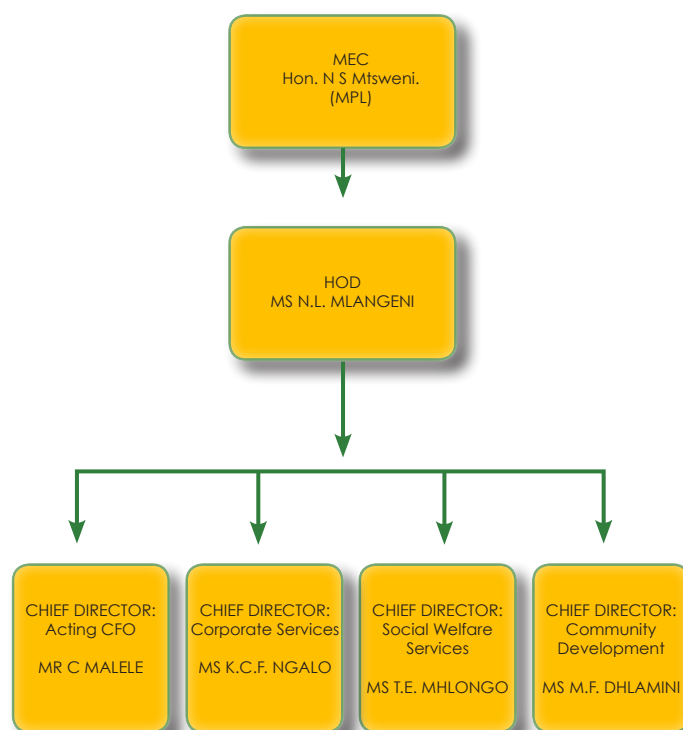 MEC
Hon. N S Mtsweni.
(MPL)
HOD
MS N.L. MLANGENI
CHIEF DIRECTOR:
Acting CFO
MR C MALELE
CHIEF DIRECTOR:
Corporate Services
MS K.C.F. NGALO
CHIEF DIRECTOR:
Social Welfare
Services
MS T.E. MHLONGO
CHIEF DIRECTOR:
Community
Development
MS M.F. DHLAMINI